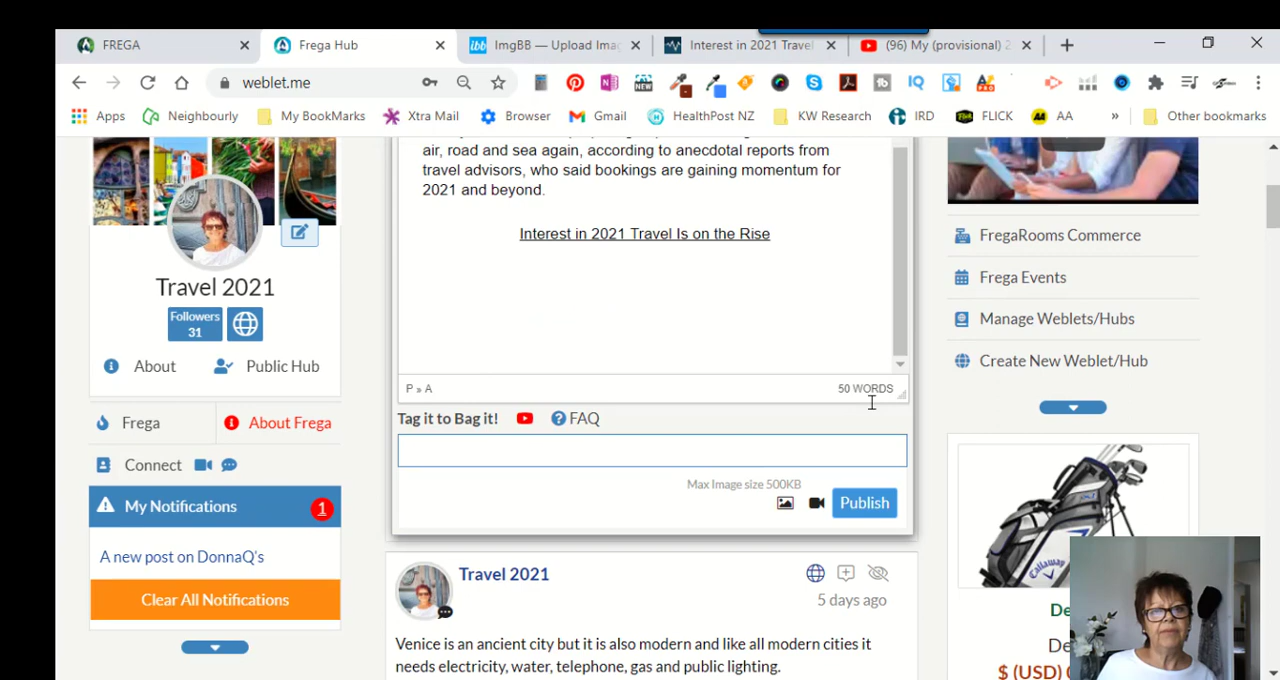 FREGA
Frega Hub
ibb
ImgBB — Upload Imag
Interest in 2021 Travel
(96) My (provisional) 2
weblet.me
NEW
IQ
PRO
Apps
Neighbourly
My BookMarks
Xtra Mail
Browser
Gmail
HealthPost NZ
KW Research
IRD
FLICK
AA
»
Other bookmarks
air, road and sea again, according to anecdotal reports from
travel advisors, who said bookings are gaining momentum for
2021 and beyond.
Interest in 2021 Travel Is on the Rise
P » A
50 WORDS
Tag it to Bag it!
FAQ
Max Image size 500KB
Publish
Travel 2021
5 days ago
Venice is an ancient city but it is also modern and like all modern cities it
needs electricity, water, telephone, gas and public lighting.
Travel 2021
Followers
31
About
Public Hub
Frega
About Frega
Connect
My Notifications
1
A new post on DonnaQ's
Clear All Notifications
FregaRooms Commerce
Frega Events
Manage Weblets/Hubs
Create New Weblet/Hub
Callaway
De
De
$ (USD)